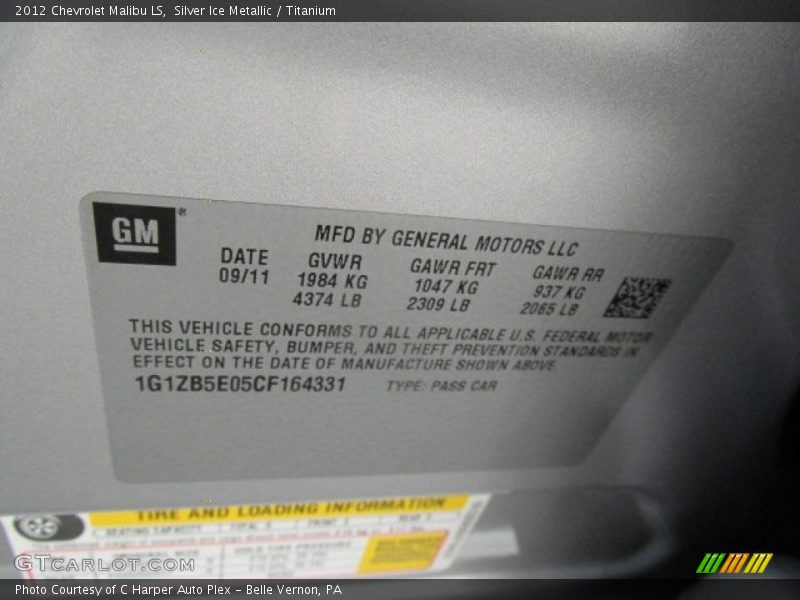 2012 Chevrolet Malibu LS, Silver Ice Metallic / Titanium
GM®
MFD BY GENERAL MOTORS LLC
DATE GVWR GAWR FRT GAWR RR
09/11 1984 KG 1047 KG 937 KG
4374 LB 2309 LB 2065 LB
THIS VEHICLE CONFORMS TO ALL APPLICABLE U.S. FEDERAL MOTOR
VEHICLE SAFETY, BUMPER, AND THEFT PREVENTION STANDARDS IN
EFFECT ON THE DATE OF MANUFACTURE SHOWN ABOVE.
1G1ZB5E05CF164331 TYPE: PASS CAR
TIRE AND LOADING INFORMATION
SEATING CAPACITY
GTCARLOT.COM
Photo Courtesy of C Harper Auto Plex - Belle Vernon, PA